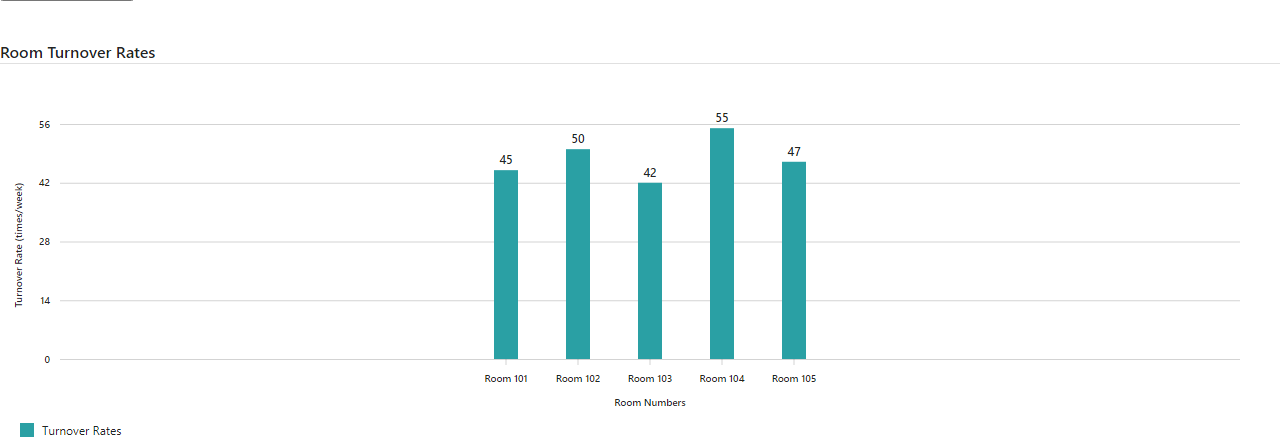 Room Turnover Rates
Turnover Rate (times/week)
56
42
28
14
0
45
50
42
55
47
Room 101
Room 102
Room 103
Room 104
Room 105
Room Numbers
Turnover Rates